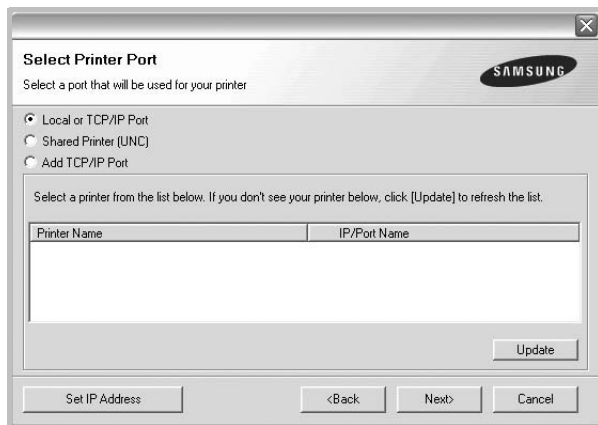 Select Printer Port
Select a port that will be used for your printer
SAMSUNG
Local or TCP/IP Port
Shared Printer (UNC)
Add TCP/IP Port
Select a printer from the list below. If you don't see your printer below, click [Update] to refresh the list.
Printer Name IP/Port Name
Update
Set IP Address <Back Next> Cancel